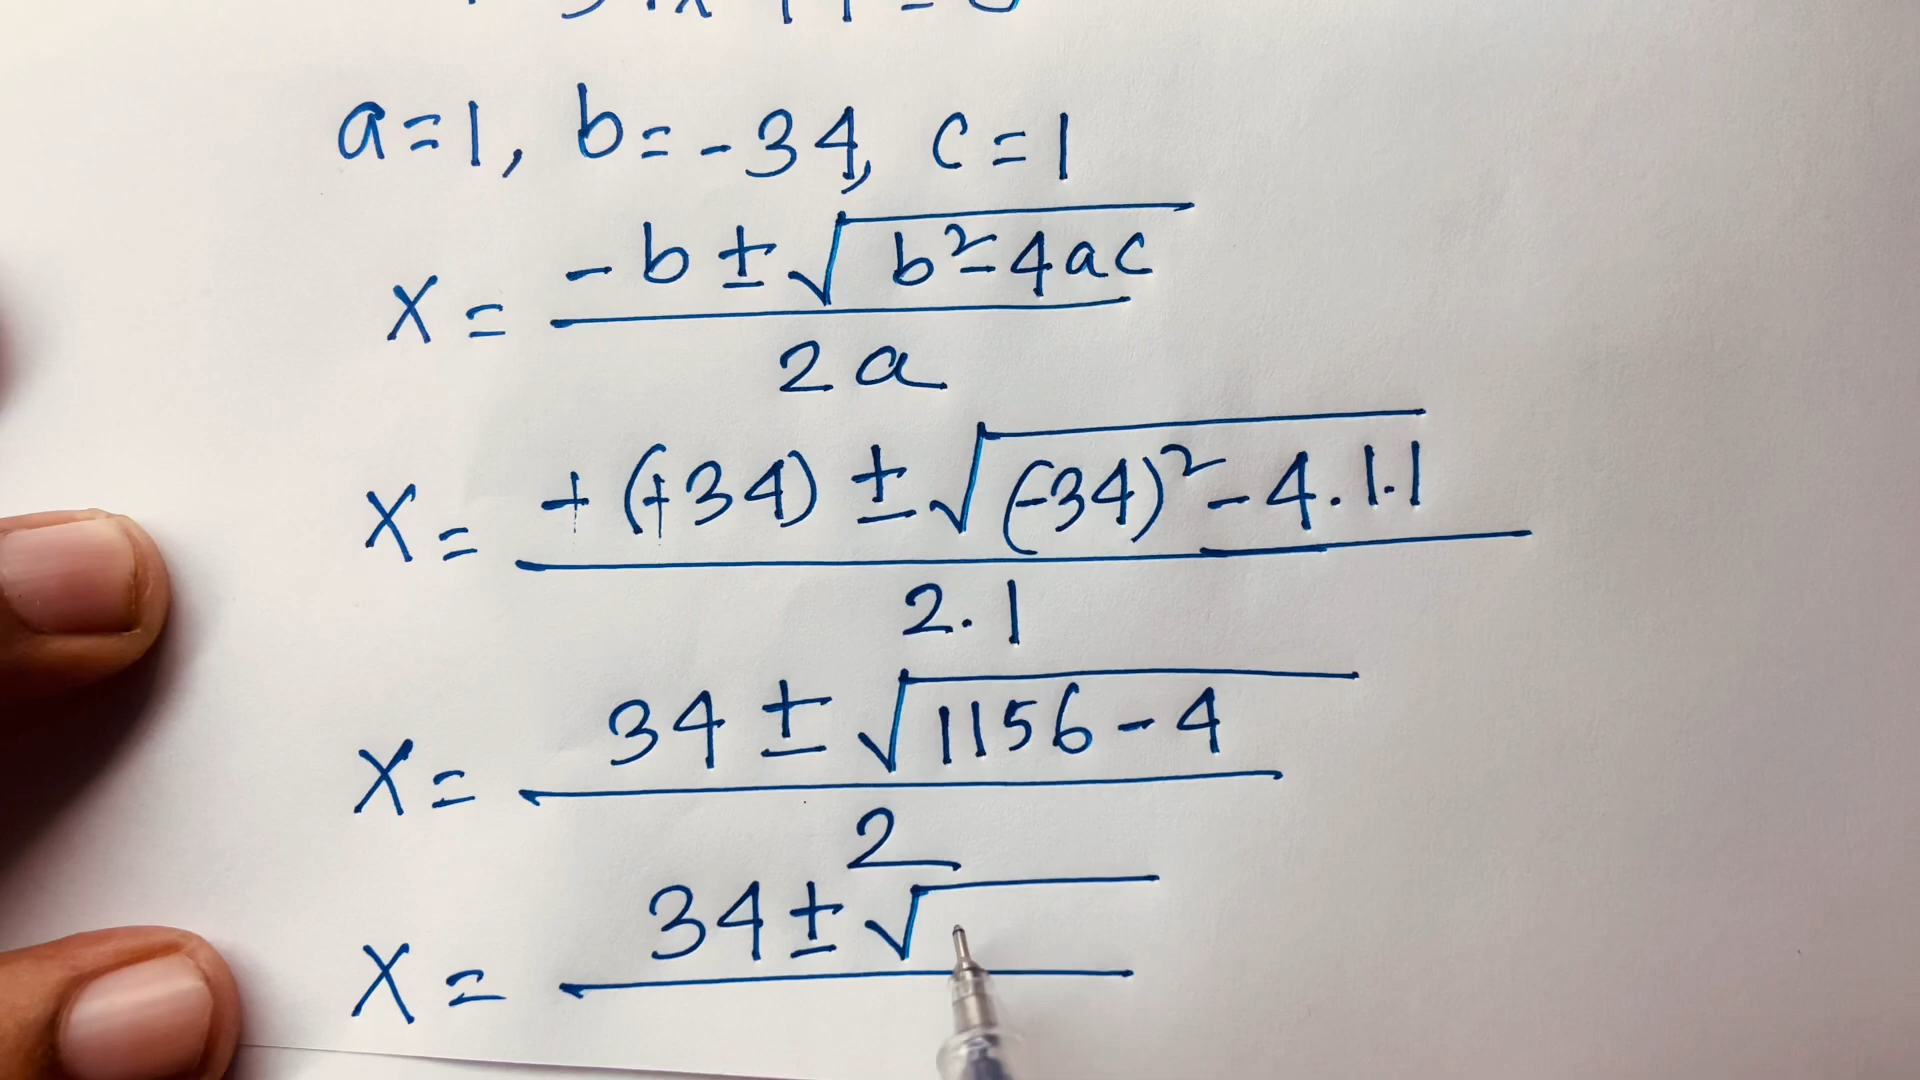 a=1, b=-34, c=1
x = -b ± √b²-4ac
2a
x = +(+34) ± √(-34)²-4.1.1
2.1
x = 34 ± √1156-4
2
x = 34 ± √